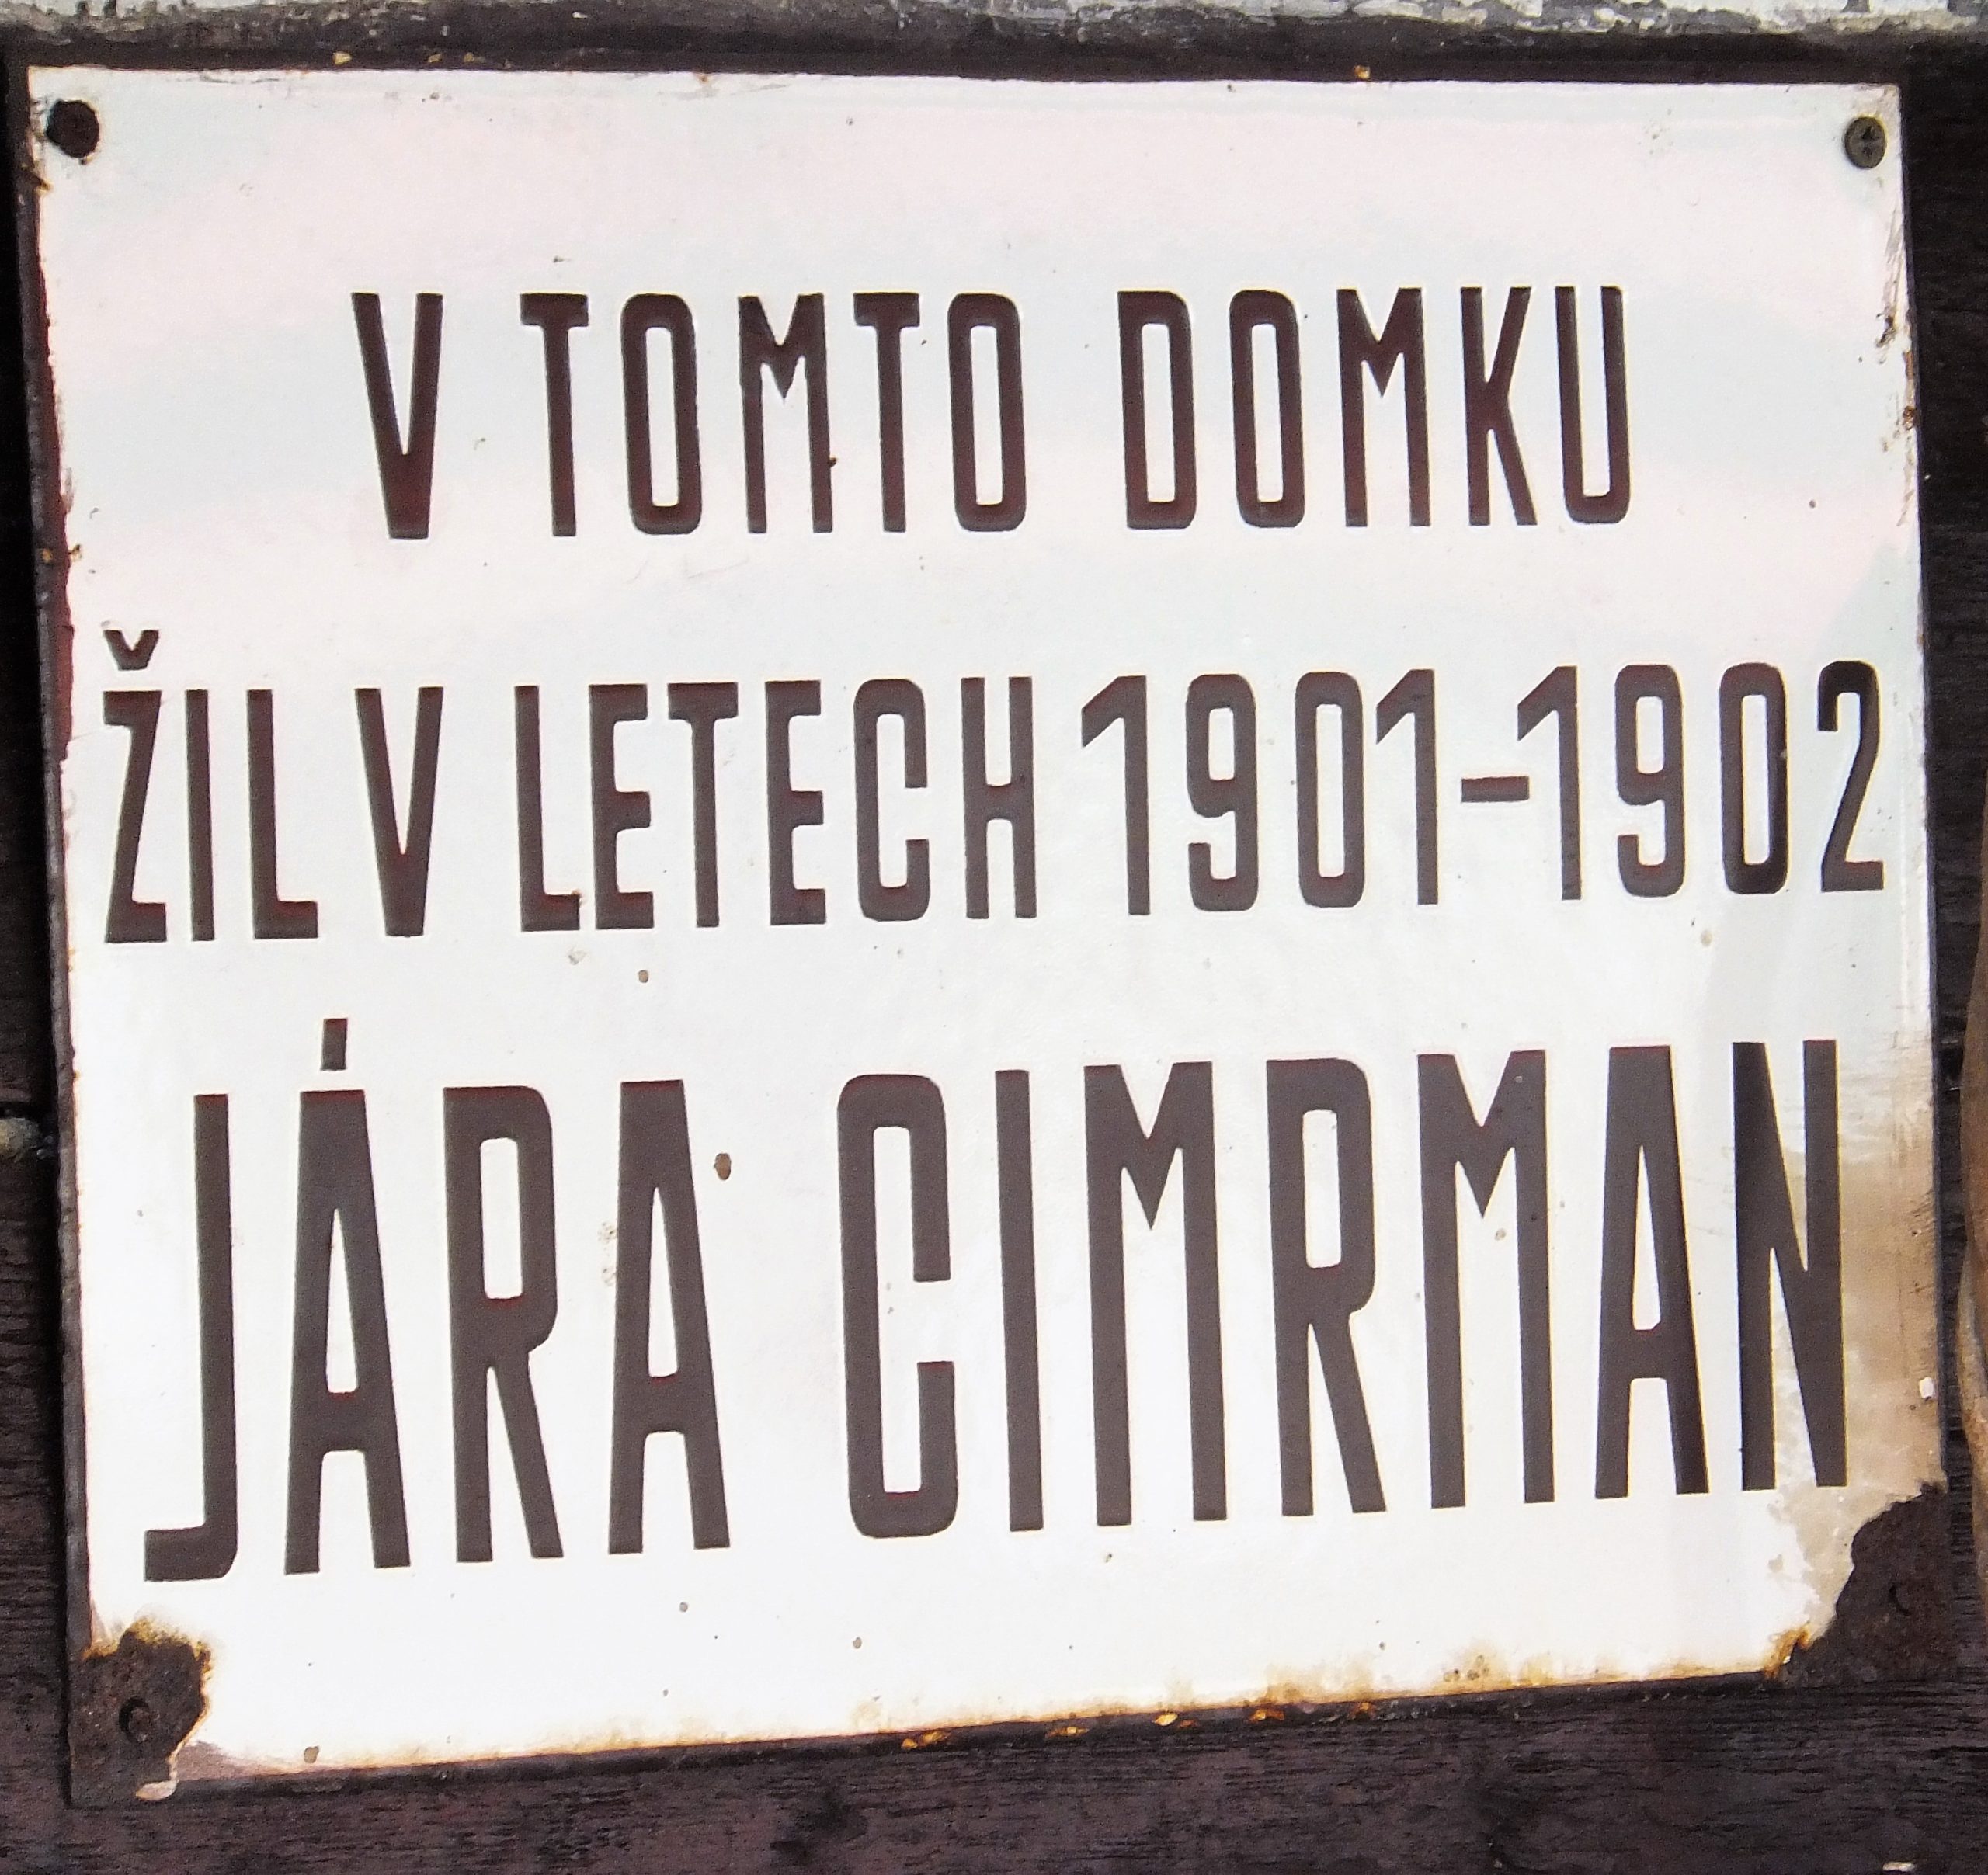 V TOMTO DOMKU
ŽIL V LETECH 1901-1902
JÁRA CIMRMAN